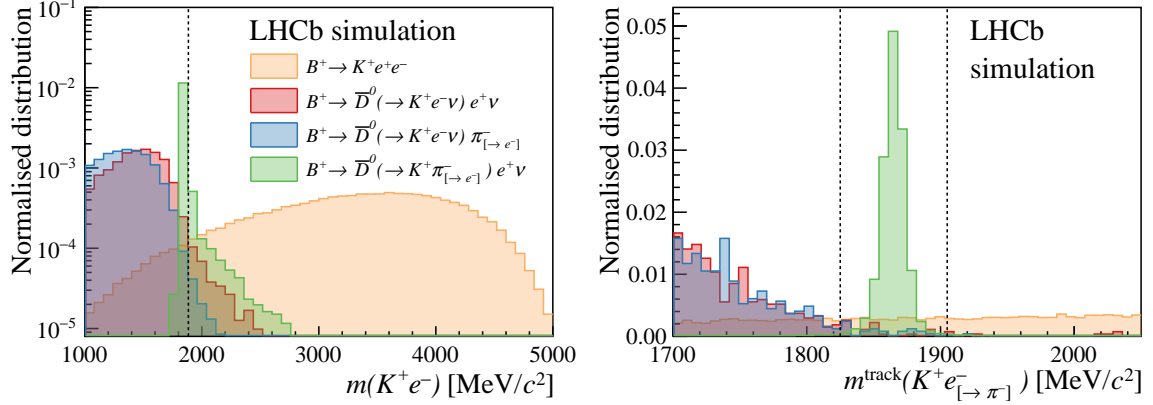 Normalised distribution
10⁻¹
10⁻²
10⁻³
10⁻⁴
10⁻⁵
LHCb simulation
B⁺ → K⁺e⁺e⁻
B⁺ → D̅⁰(→ K⁺e⁻ν) e⁺ν
B⁺ → D̅⁰(→ K⁺e⁻ν) π⁻[→ e⁻]
B⁺ → D̅⁰(→ K⁺π⁻[→ e⁻]) e⁺ν
1000 2000 3000 4000 5000
m(K⁺e⁻) [MeV/c²]
Normalised distribution
0.05
0.04
0.03
0.02
0.01
0.00
LHCb
simulation
1700 1800 1900 2000
mᵗʳᵃᶜᵏ(K⁺e⁻[→ π⁻]) [MeV/c²]